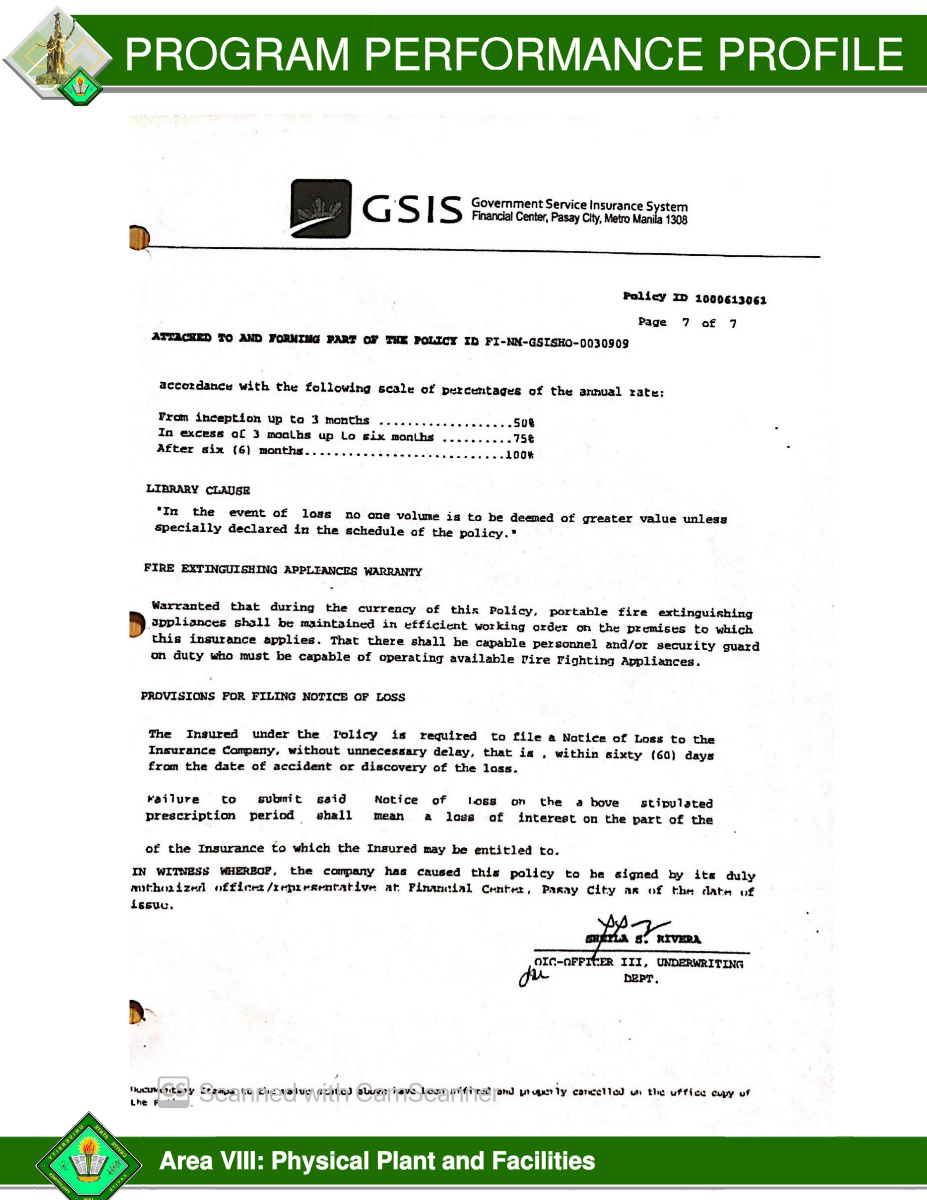 PROGRAM PERFORMANCE PROFILE
GSIS Government Service Insurance System
Financial Center, Pasay City, Metro Manila 1308
Policy ID 1000613061
Page 7 of 7
ATTACHED TO AND FORMING PART OF THE POLICY ID FI-NM-GSISHO-0030909
accordance with the following scale of percentages of the annual rate:
From inception up to 3 months ...................50%
In excess of 3 months up to six months .........75%
After six (6) months...........................100%
LIBRARY CLAUSE
"In the event of loss no one volume is to be deemed of greater value unless
specially declared in the schedule of the policy."
FIRE EXTINGUISHING APPLIANCES WARRANTY
Warranted that during the currency of this Policy, portable fire extinguishing
appliances shall be maintained in efficient working order on the premises to which
this insurance applies. That there shall be capable personnel and/or security guard
on duty who must be capable of operating available Fire Fighting Appliances.
PROVISIONS FOR FILING NOTICE OF LOSS
The Insured under the Policy is required to file a Notice of Loss to the
Insurance Company, without unnecessary delay, that is , within sixty (60) days
from the date of accident or discovery of the loss.
Failure to submit said Notice of loss on the a bove stipulated
prescription period shall mean a loss of interest on the part of the
of the Insurance to which the Insured may be entitled to.
IN WITNESS WHEREOF, the company has caused this policy to be signed by its duly
authorized officer/representative at Financial Center, Pasay City as of the date of
issue.
SHEILA S. RIVERA
OIC-OFFICER III, UNDERWRITING
DEPT.
Documentary Stamps to the value stated above have been affixed and properly cancelled on the office copy of
the
CS Scanned with CamScanner
Area VIII: Physical Plant and Facilities